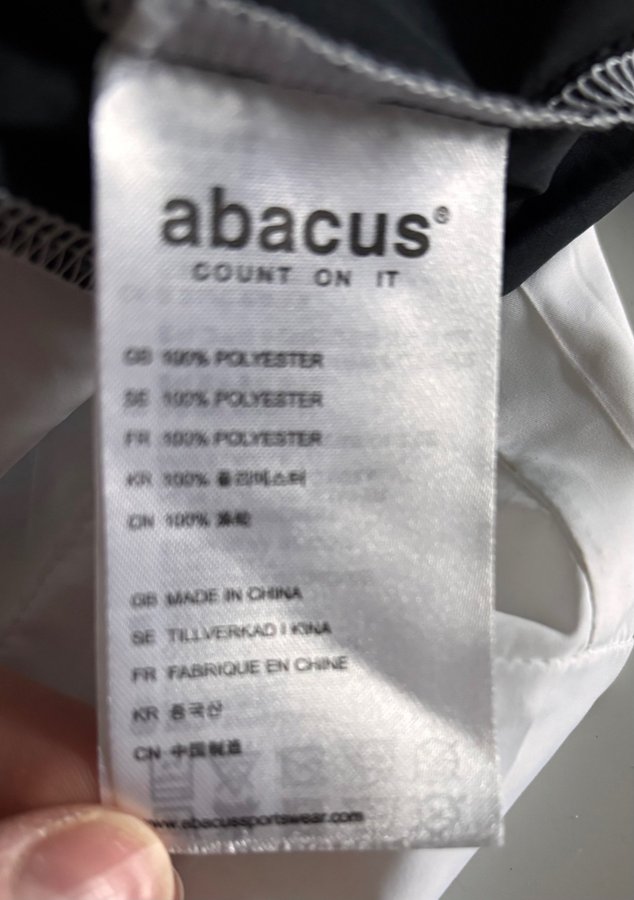 abacus®
COUNT ON IT
GB 100% POLYESTER
SE 100% POLYESTER
FR 100% POLYESTER
KR 100% 폴리에스터
CN 100% 涤纶
GB MADE IN CHINA
SE TILLVERKAD I KINA
FR FABRIQUE EN CHINE
KR 중국산
CN 中国制造
www.abacussportswear.com